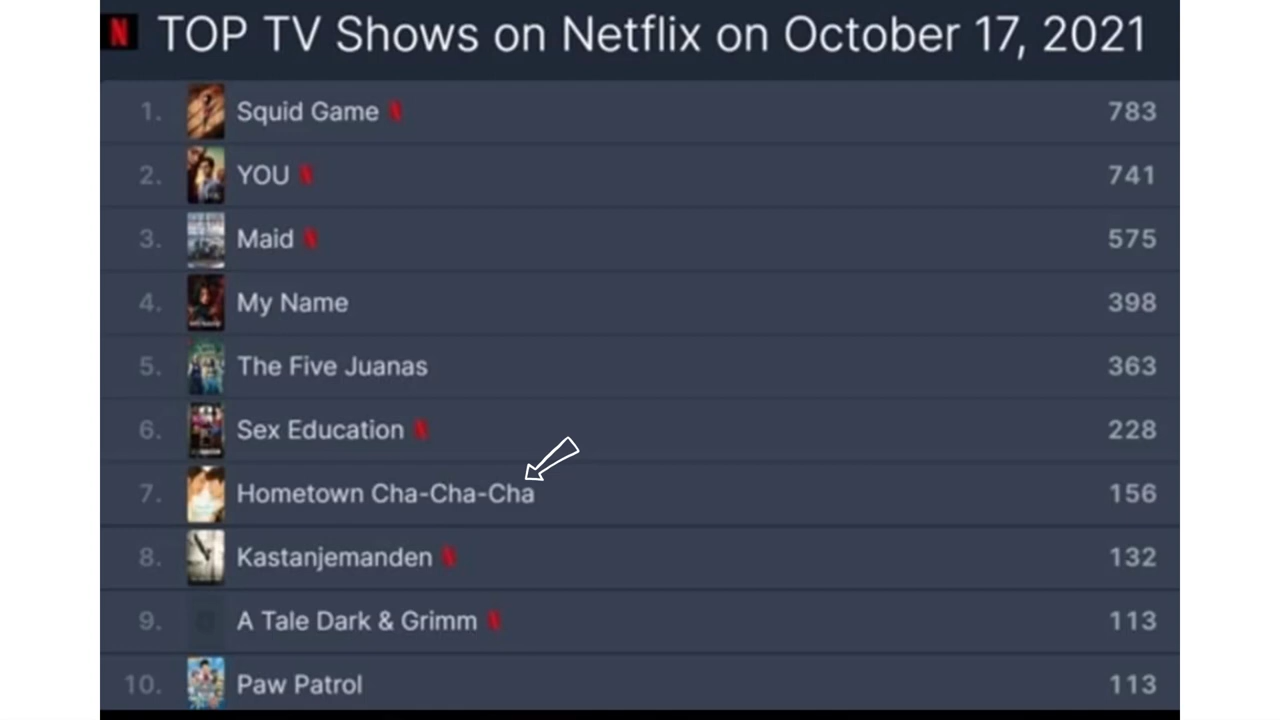 N TOP TV Shows on Netflix on October 17, 2021
1. Squid Game N 783
2. YOU N 741
3. Maid N 575
4. My Name 398
5. The Five Juanas 363
6. Sex Education N 228
7. Hometown Cha-Cha-Cha 156
8. Kastanjemanden N 132
9. A Tale Dark & Grimm N 113
10. Paw Patrol 113